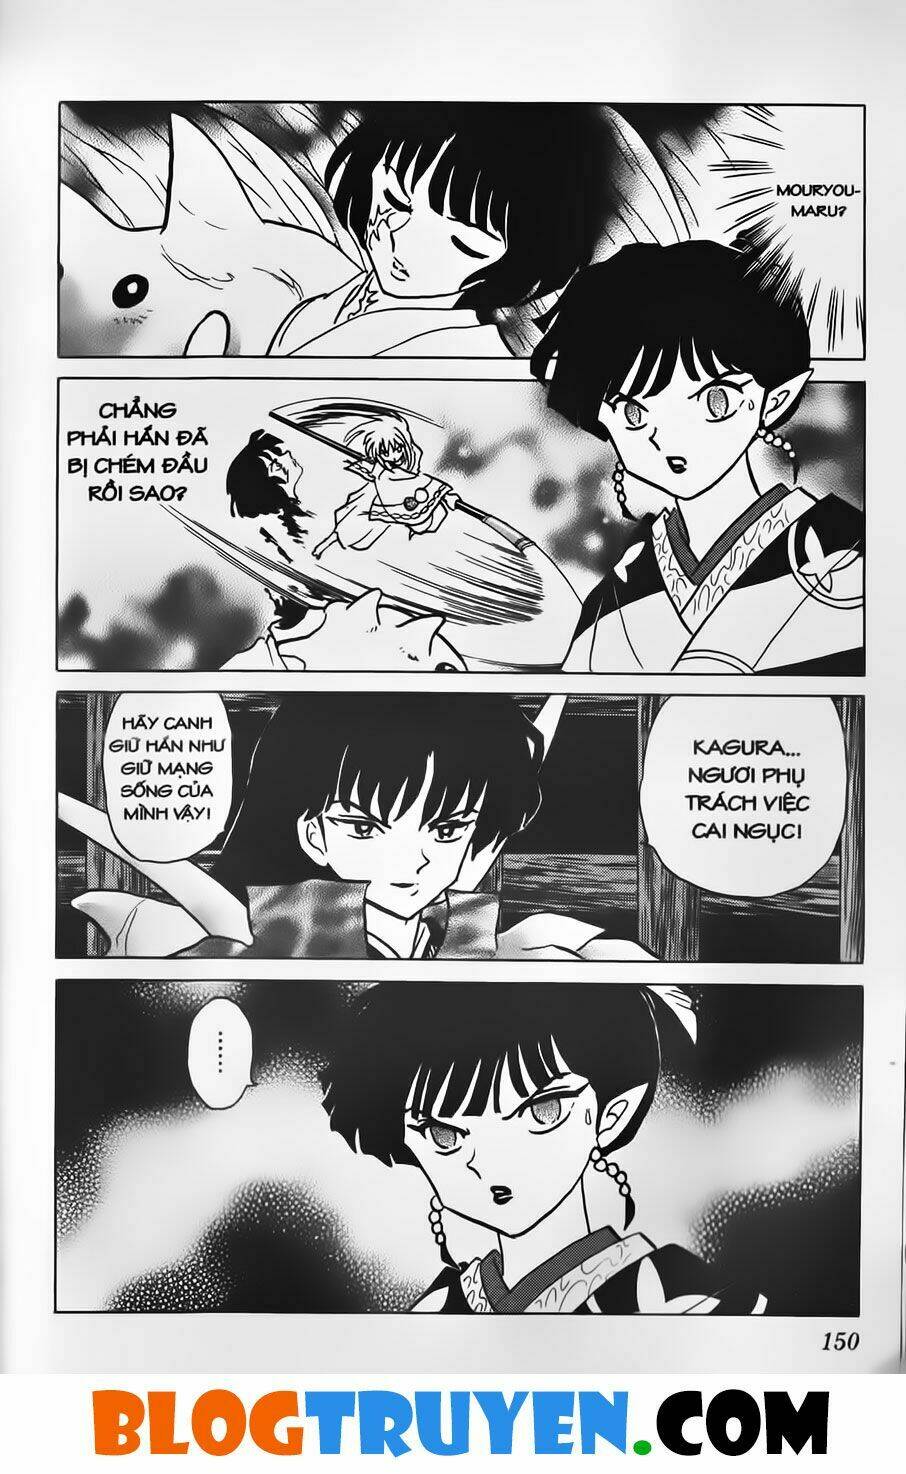 MOURYOU-
MARU?
CHẲNG
PHẢI HẮN ĐÃ
BỊ CHÉM ĐẦU
RỒI SAO?
KAGURA...
NGƯƠI PHỤ
TRÁCH VIỆC
CAI NGỤC!
HÃY CANH
GIỮ HẮN NHƯ
GIỮ MẠNG
SỐNG CỦA
MÌNH VẬY!
......
150
BLOGTRUYEN.COM